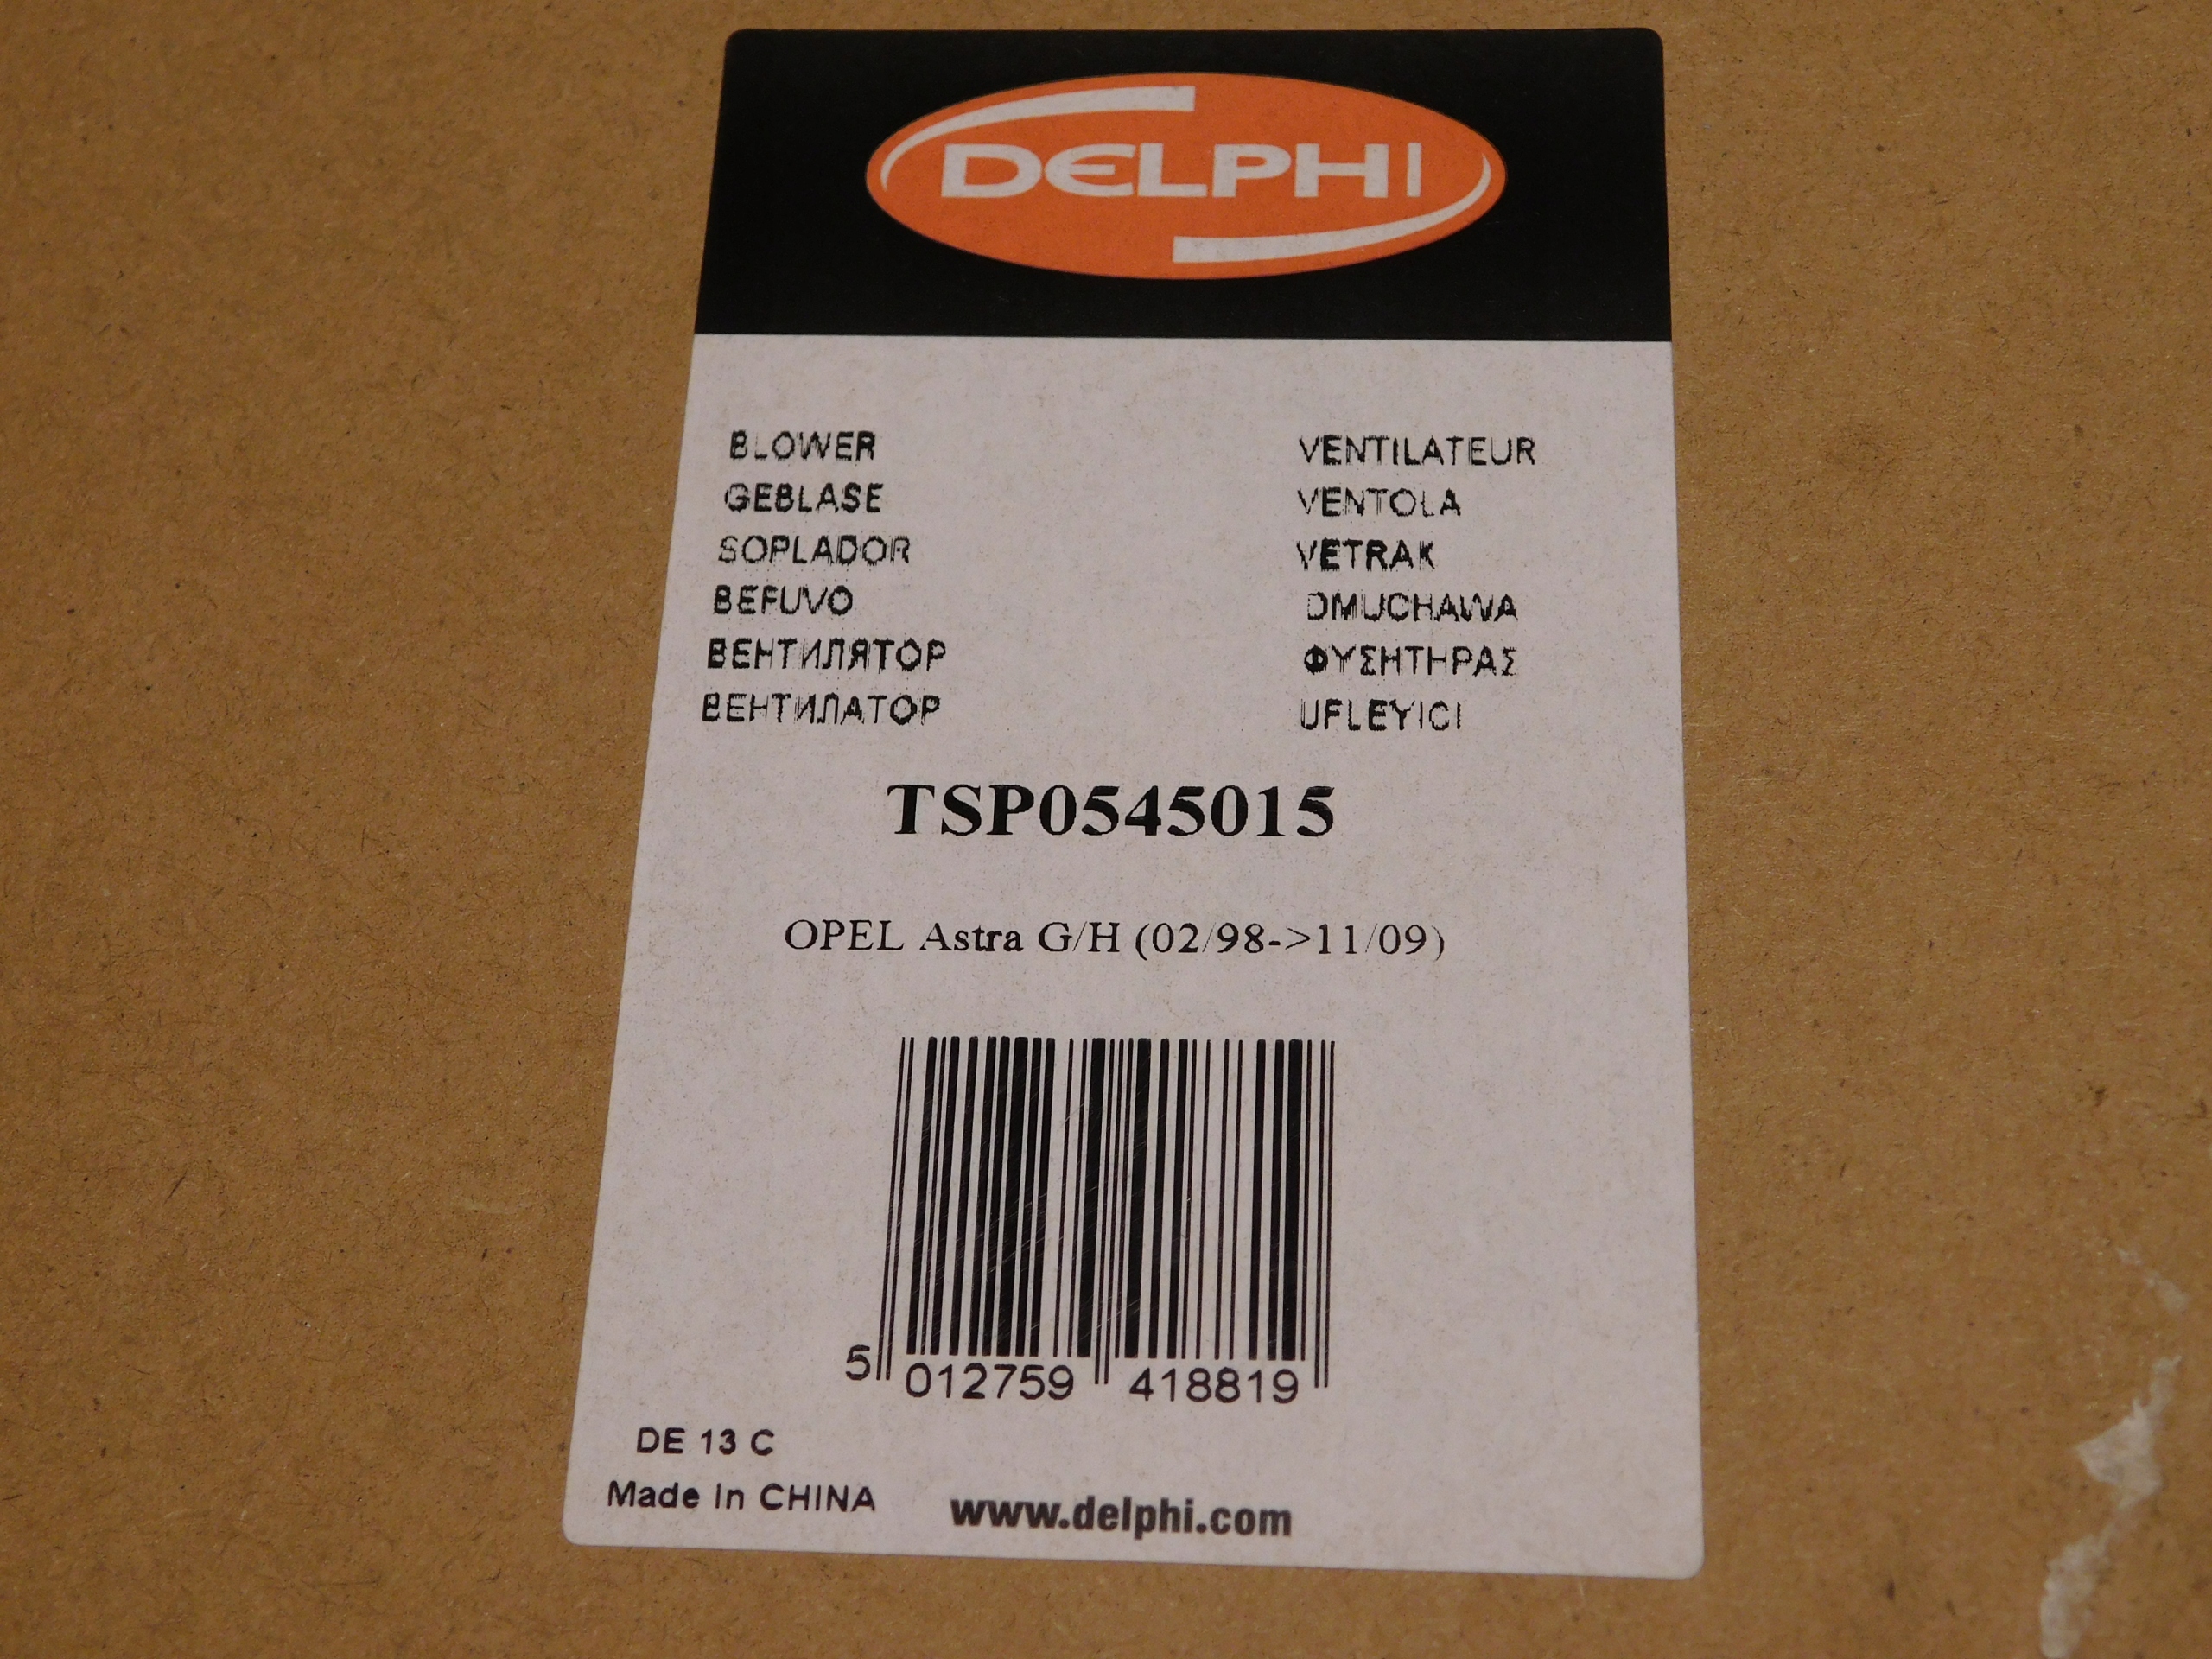 DELPHI
BLOWER
GEBLASE
SOPLADOR
BEFUVO
ВЕНТИЛЯТОР
ВЕНТИЛАТОР
VENTILATEUR
VENTOLA
VETRAK
DMUCHAWA
ΦΥΣΗΤΗΡΑΣ
UFLEYICI
TSP0545015
OPEL Astra G/H (02/98->11/09)
5 012759 418819
DE 13 C
Made In CHINA
www.delphi.com